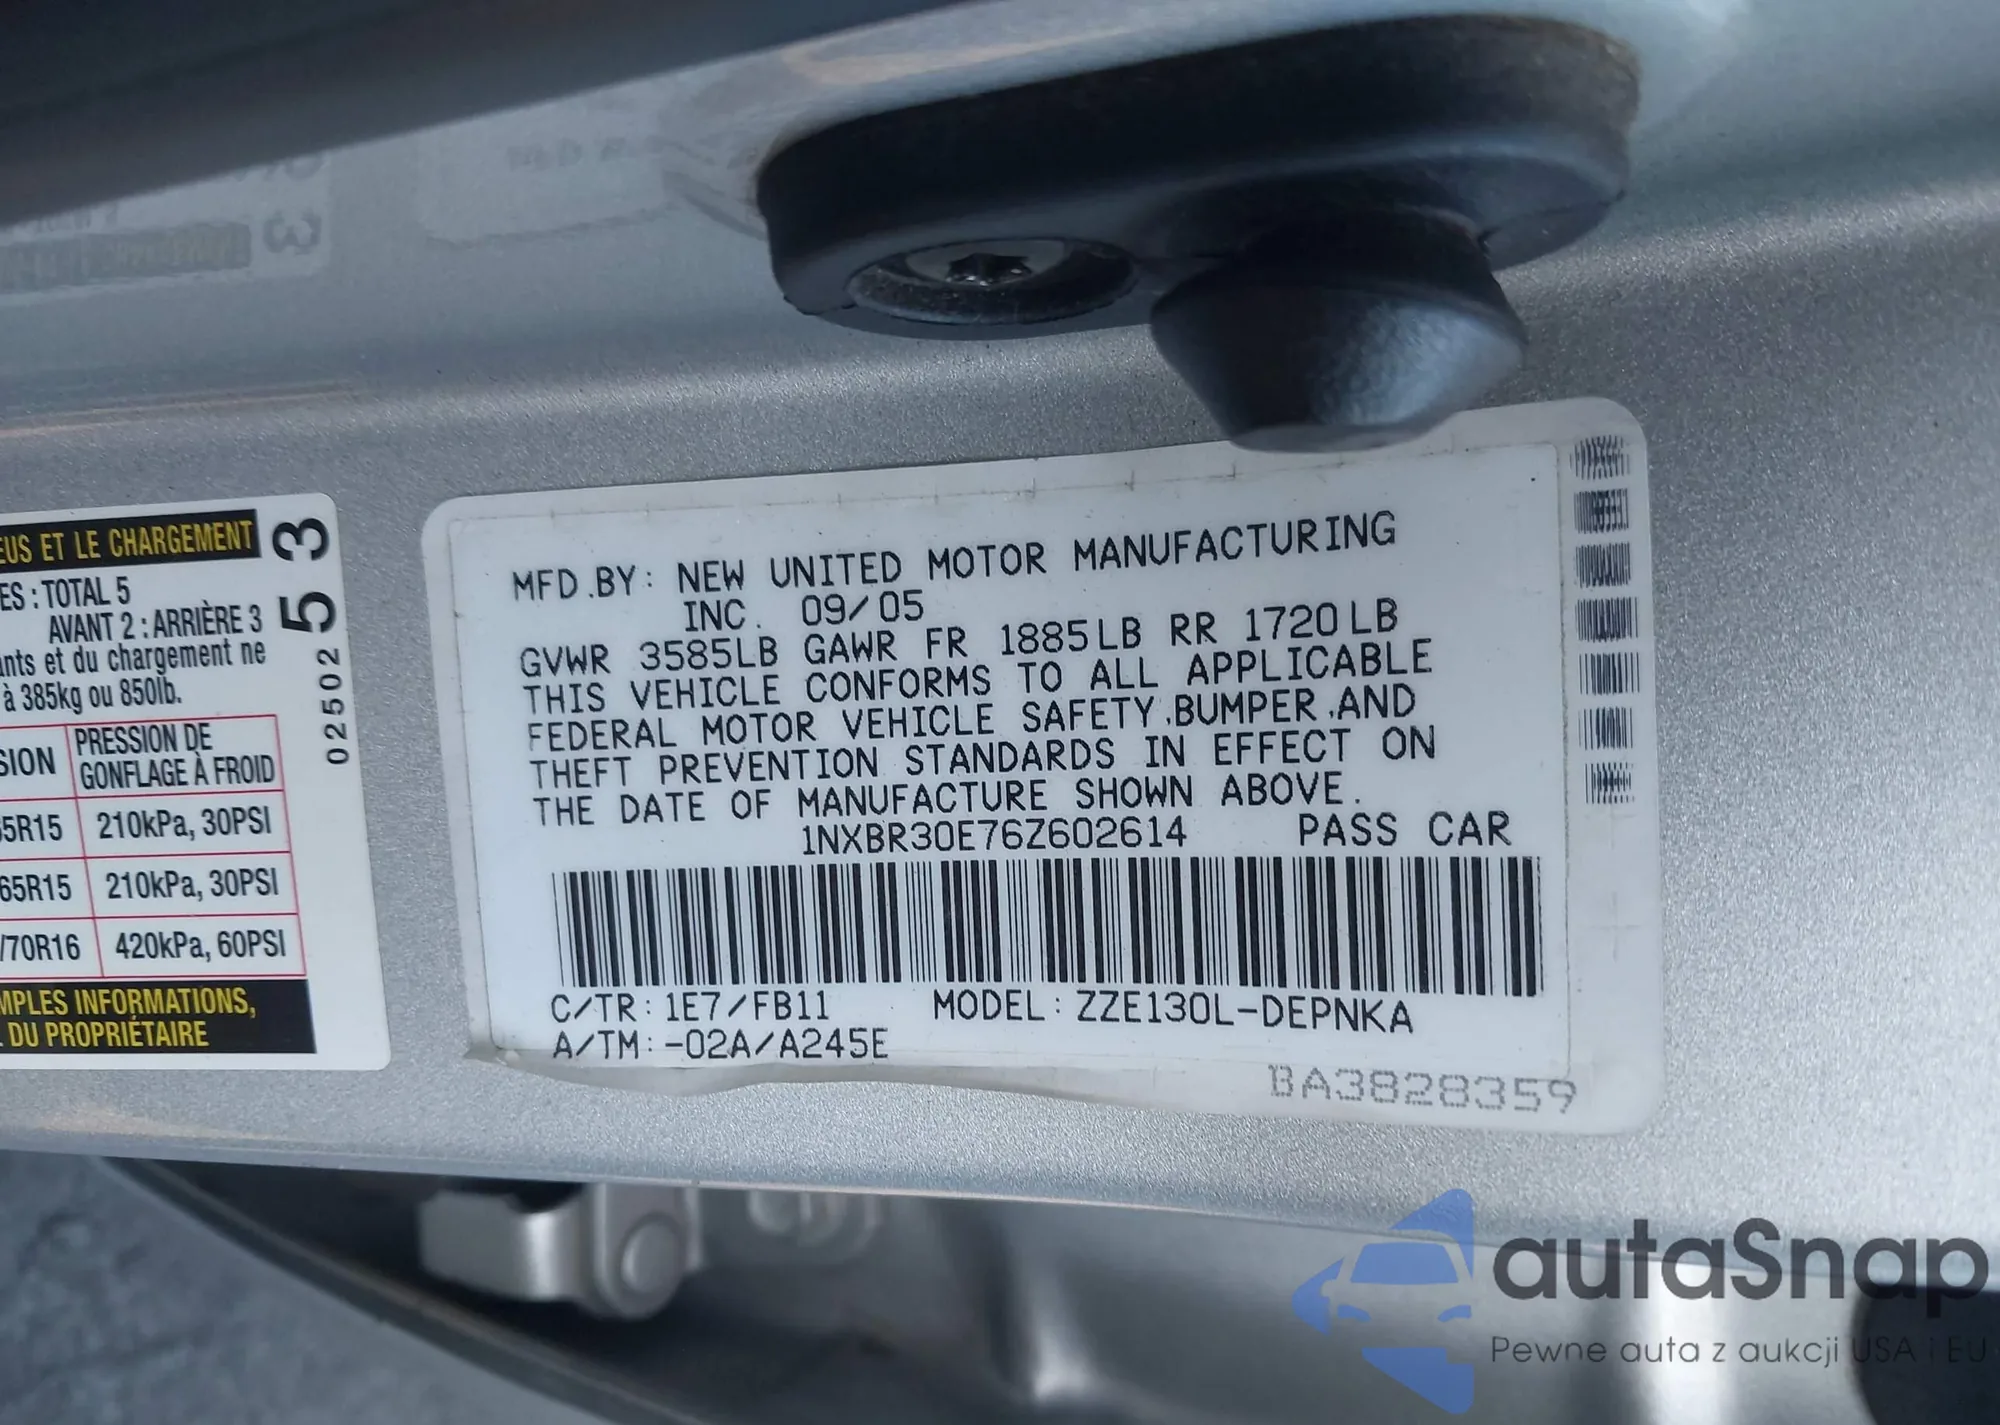 EUS ET LE CHARGEMENT
ES : TOTAL 5
AVANT 2 : ARRIÈRE 3
ants et du chargement ne
à 385kg ou 850lb.
SION PRESSION DE
GONFLAGE À FROID
5R15 210kPa, 30PSI
65R15 210kPa, 30PSI
/70R16 420kPa, 60PSI
MPLES INFORMATIONS,
DU PROPRIÉTAIRE
02502 53
MFD.BY: NEW UNITED MOTOR MANUFACTURING
INC. 09/05
GVWR 3585LB GAWR FR 1885LB RR 1720LB
THIS VEHICLE CONFORMS TO ALL APPLICABLE
FEDERAL MOTOR VEHICLE SAFETY,BUMPER,AND
THEFT PREVENTION STANDARDS IN EFFECT ON
THE DATE OF MANUFACTURE SHOWN ABOVE.
1NXBR30E76Z602614 PASS CAR
C/TR: 1E7/FB11 MODEL: ZZE130L-DEPNKA
A/TM: -02A/A245E
BA3828359
autaSnap
Pewne auta z aukcji USA i EU